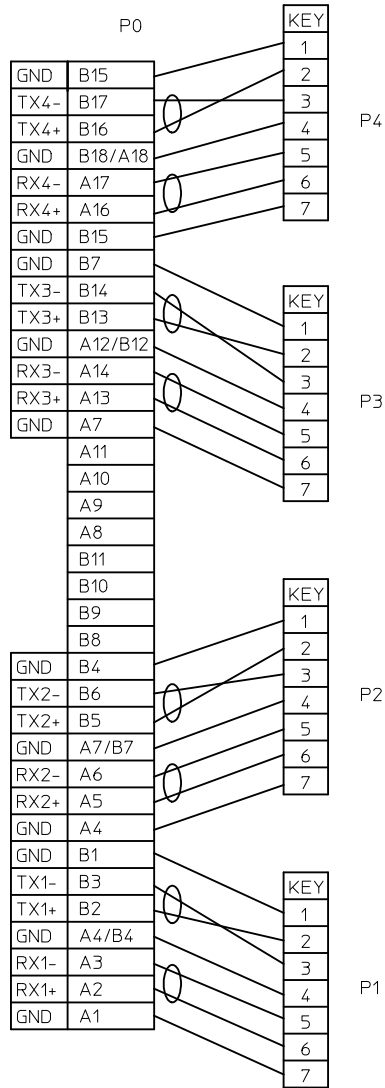 P0
GND B15
TX4- B17
TX4+ B16
GND B18/A18
RX4- A17
RX4+ A16
GND B15
GND B7
TX3- B14
TX3+ B13
GND A12/B12
RX3- A14
RX3+ A13
GND A7
A11
A10
A9
A8
B11
B10
B9
B8
GND B4
TX2- B6
TX2+ B5
GND A7/B7
RX2- A6
RX2+ A5
GND A4
GND B1
TX1- B3
TX1+ B2
GND A4/B4
RX1- A3
RX1+ A2
GND A1
KEY
1
2
3
4
5
6
7
P4
KEY
1
2
3
4
5
6
7
P3
KEY
1
2
3
4
5
6
7
P2
KEY
1
2
3
4
5
6
7
P1